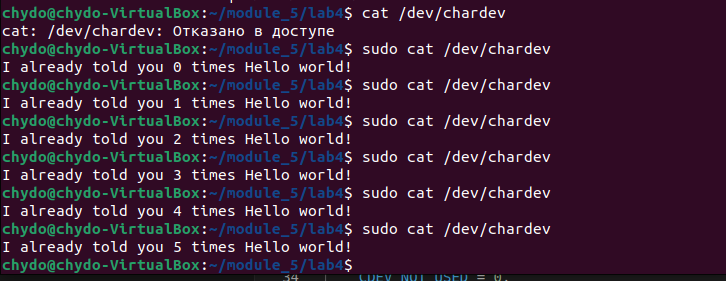 chydo@chydo-VirtualBox:~/module_5/lab4$ cat /dev/chardev
cat: /dev/chardev: Отказано в доступе
chydo@chydo-VirtualBox:~/module_5/lab4$ sudo cat /dev/chardev
I already told you 0 times Hello world!
chydo@chydo-VirtualBox:~/module_5/lab4$ sudo cat /dev/chardev
I already told you 1 times Hello world!
chydo@chydo-VirtualBox:~/module_5/lab4$ sudo cat /dev/chardev
I already told you 2 times Hello world!
chydo@chydo-VirtualBox:~/module_5/lab4$ sudo cat /dev/chardev
I already told you 3 times Hello world!
chydo@chydo-VirtualBox:~/module_5/lab4$ sudo cat /dev/chardev
I already told you 4 times Hello world!
chydo@chydo-VirtualBox:~/module_5/lab4$ sudo cat /dev/chardev
I already told you 5 times Hello world!
chydo@chydo-VirtualBox:~/module_5/lab4$
34 CDEV_NOT_USED = 0,